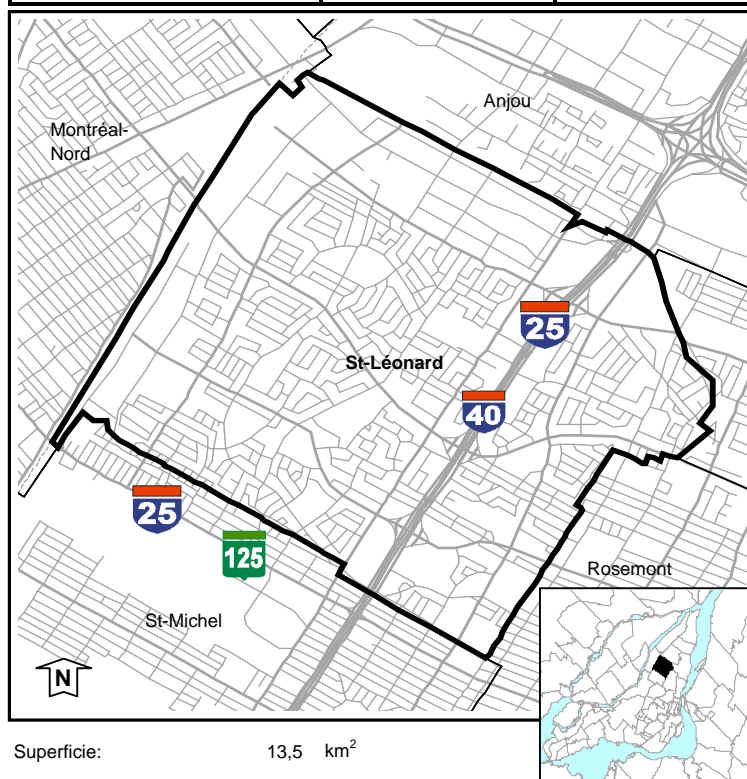 Anjou
Montréal-
Nord
25
St-Léonard
40
25
125
Rosemont
St-Michel
N
Superficie: 13,5 km²